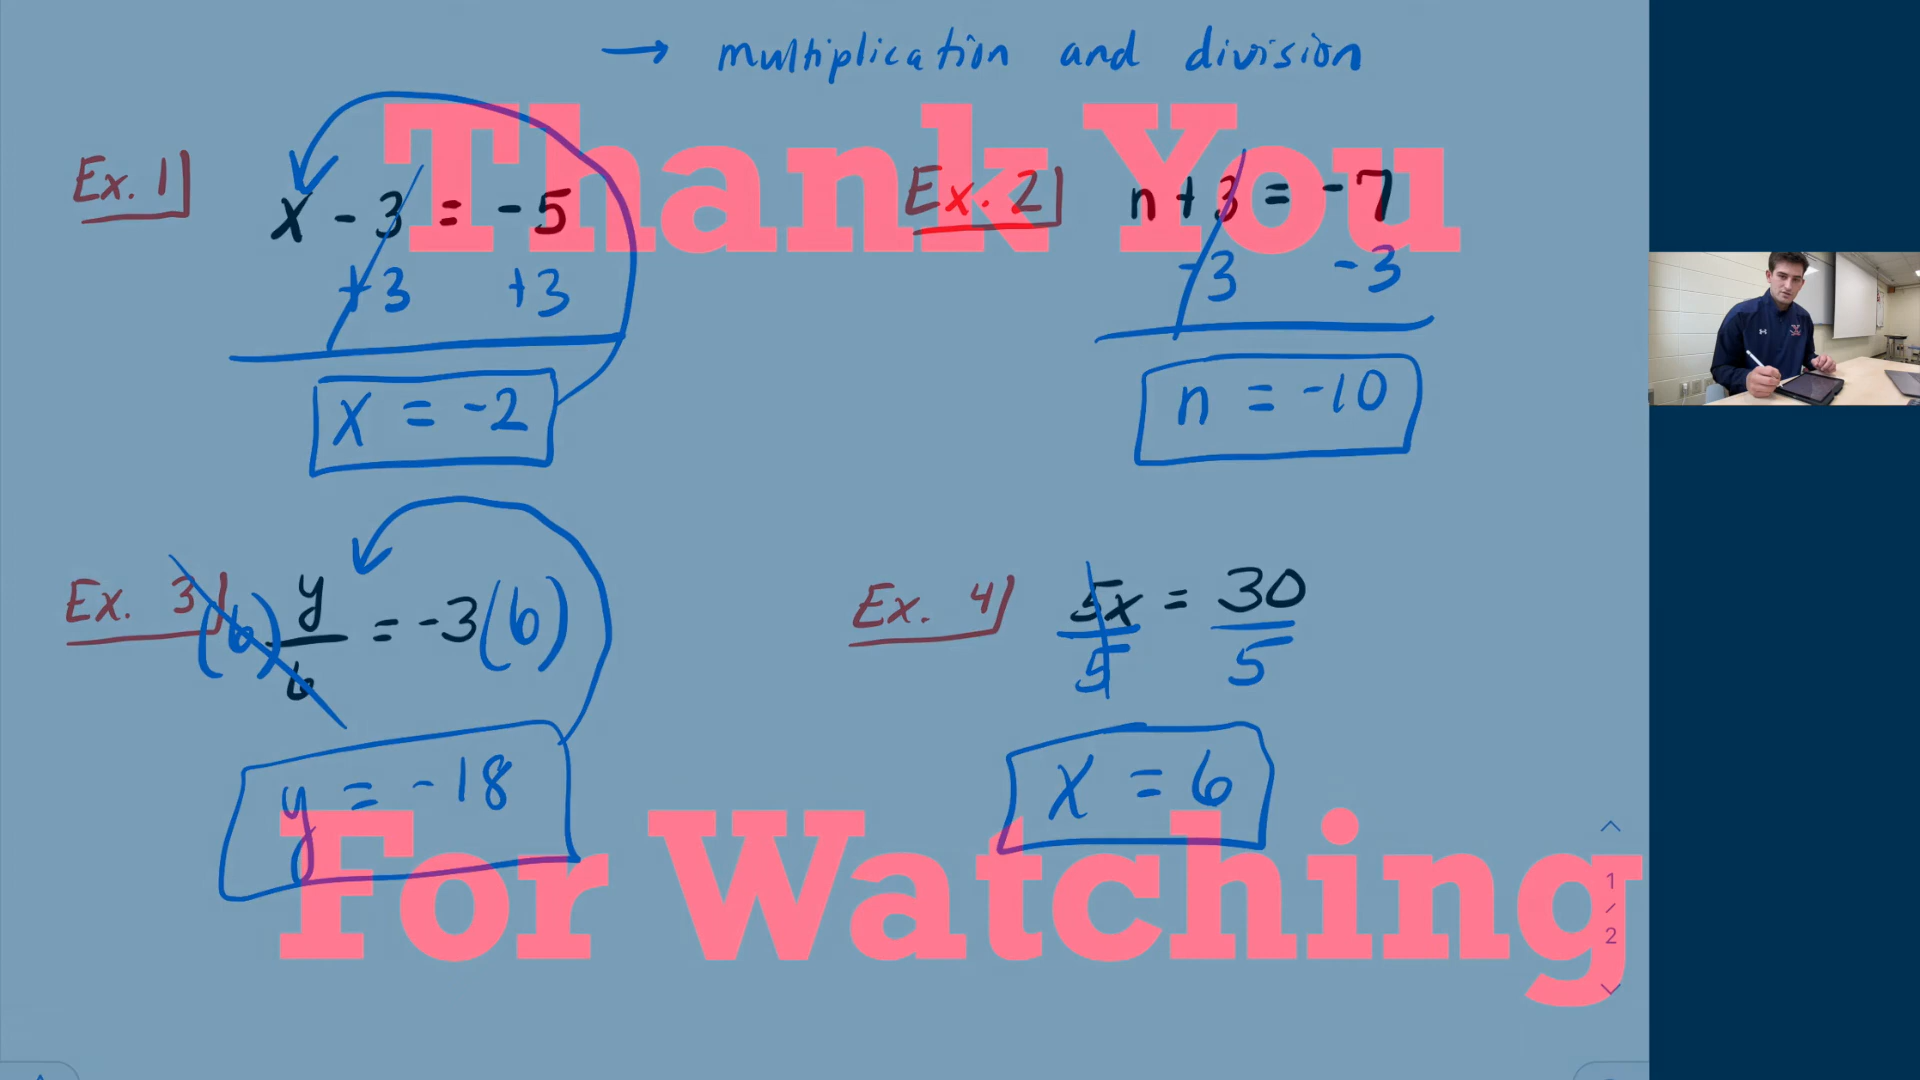 → multiplication and division
Thank You
Ex. 1
x - 3 = -5
+3 +3
x = -2
Ex. 2
n + 3 = -7
-3 -3
n = -10
Ex. 3
(6) y/6 = -3(6)
y = -18
Ex. 4
5x/5 = 30/5
x = 6
For Watching
1
/
2